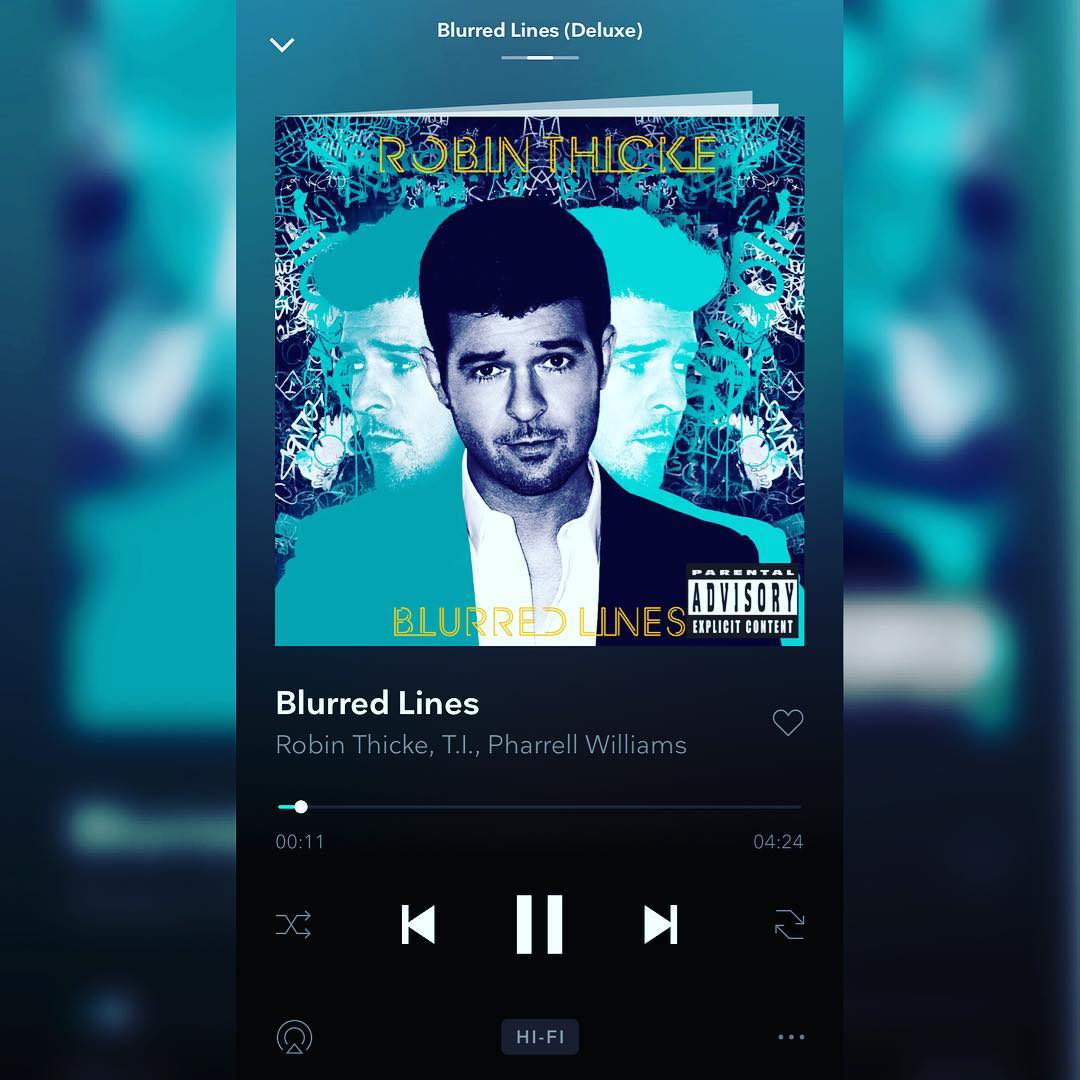 Blurred Lines (Deluxe)
ROBIN THICKE
BLURRED LINES
PARENTAL
ADVISORY
EXPLICIT CONTENT
Blurred Lines
Robin Thicke, T.I., Pharrell Williams
00:11
04:24
HI-FI